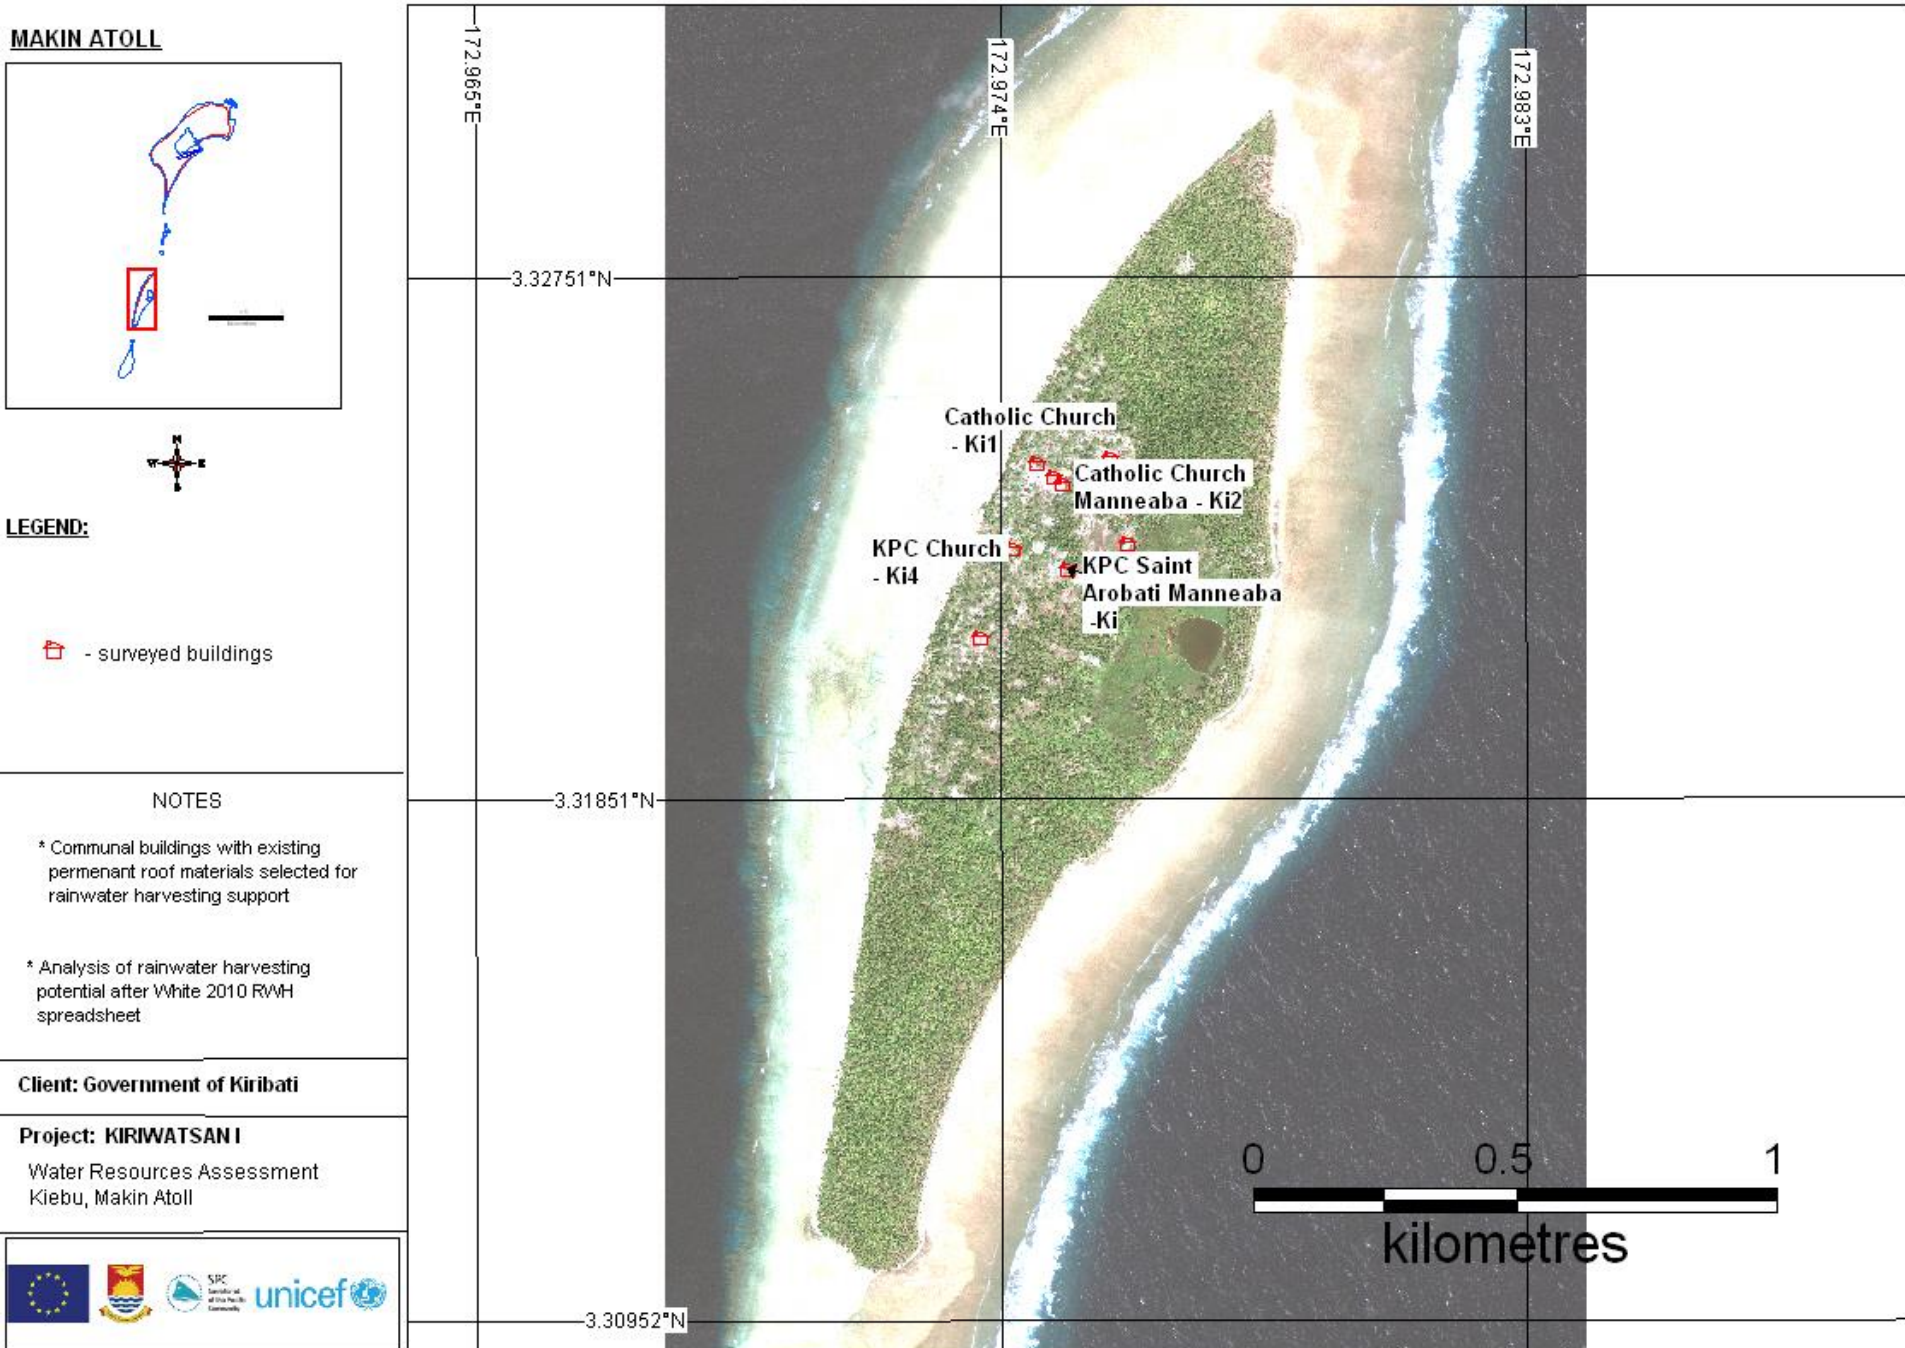 MAKIN ATOLL
N
W
E
S
LEGEND:
- surveyed buildings
NOTES
* Communal buildings with existing
permenant roof materials selected for
rainwater harvesting support
* Analysis of rainwater harvesting
potential after White 2010 RWH
spreadsheet
Client: Government of Kiribati
Project: KIRIWATSAN I
Water Resources Assessment
Kiebu, Makin Atoll
SPC
unicef
172.965°E
172.974°E
172.983°E
3.32751°N
Catholic Church
- Ki1
Catholic Church
Manneaba - Ki2
KPC Church
- Ki4
KPC Saint
Arobati Manneaba
-Ki
3.31851°N
3.30952°N
0
0.5
1
kilometres